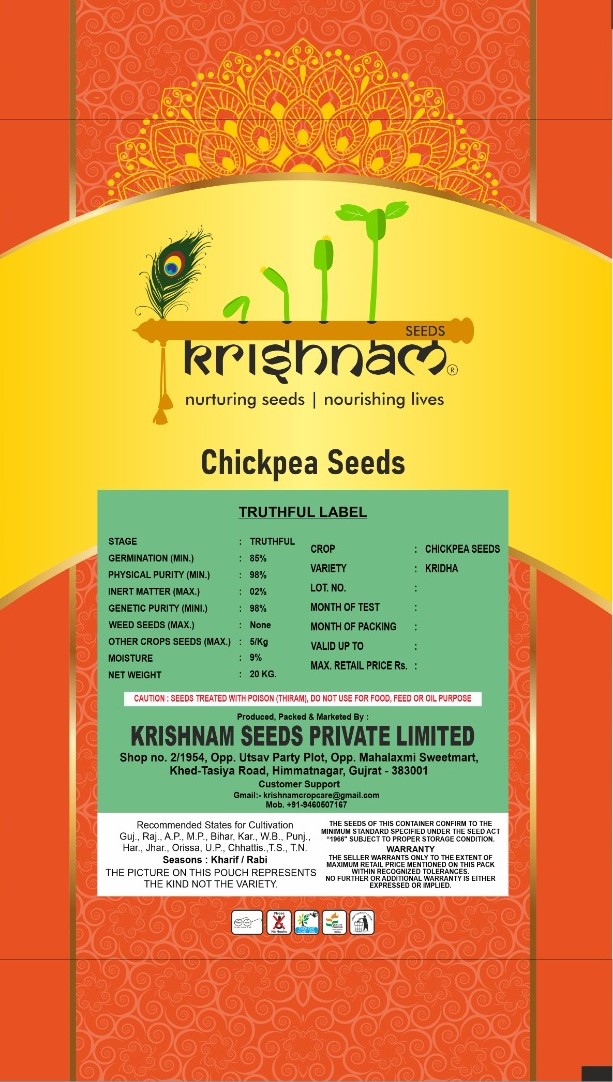 SEEDS
krishnam®
nurturing seeds | nourishing lives
Chickpea Seeds
TRUTHFUL LABEL
STAGE : TRUTHFUL
GERMINATION (MIN.) : 85%
PHYSICAL PURITY (MIN.) : 98%
INERT MATTER (MAX.) : 02%
GENETIC PURITY (MINI.) : 98%
WEED SEEDS (MAX.) : None
OTHER CROPS SEEDS (MAX.) : 5/Kg
MOISTURE : 9%
NET WEIGHT : 20 KG.
CROP : CHICKPEA SEEDS
VARIETY : KRIDHA
LOT. NO. :
MONTH OF TEST :
MONTH OF PACKING :
VALID UP TO :
MAX. RETAIL PRICE Rs. :
CAUTION : SEEDS TREATED WITH POISON (THIRAM), DO NOT USE FOR FOOD, FEED OR OIL PURPOSE
Produced, Packed & Marketed By :
KRISHNAM SEEDS PRIVATE LIMITED
Shop no. 2/1954, Opp. Utsav Party Plot, Opp. Mahalaxmi Sweetmart,
Khed-Tasiya Road, Himmatnagar, Gujrat - 383001
Customer Support
Gmail:- krishnamcropcare@gmail.com
Mob. +91-9460507167
Recommended States for Cultivation
Guj., Raj., A.P., M.P., Bihar, Kar., W.B., Punj.,
Har., Jhar., Orissa, U.P., Chhattis.,T.S., T.N.
Seasons : Kharif / Rabi
THE PICTURE ON THIS POUCH REPRESENTS
THE KIND NOT THE VARIETY.
THE SEEDS OF THIS CONTAINER CONFIRM TO THE
MINIMUM STANDARD SPECIFIED UNDER THE SEED ACT
"1966" SUBJECT TO PROPER STORAGE CONDITION.
WARRANTY
THE SELLER WARRANTS ONLY TO THE EXTENT OF
MAXIMUM RETAIL PRICE MENTIONED ON THIS PACK
WITHIN RECOGNIZED TOLERANCES.
NO FURTHER OR ADDITIONAL WARRANTY IS EITHER
EXPRESSED OR IMPLIED.